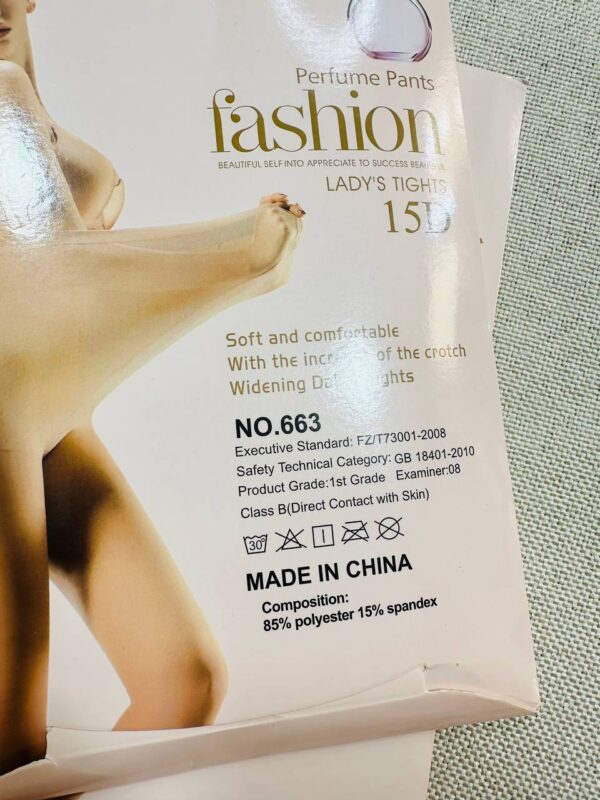 Perfume Pants
fashion
BEAUTIFUL SELF INTO APPRECIATE TO SUCCESS
LADY'S TIGHTS
15D
Soft and comfortable
With the of the crotch
Widening
NO.663
Executive Standard: FZ/T73001-2008
Safety Technical Category: GB 18401-2010
Product Grade:1st Grade Examiner:08
Class B(Direct Contact with Skin)
30
MADE IN CHINA
Composition:
85% polyester 15% spandex